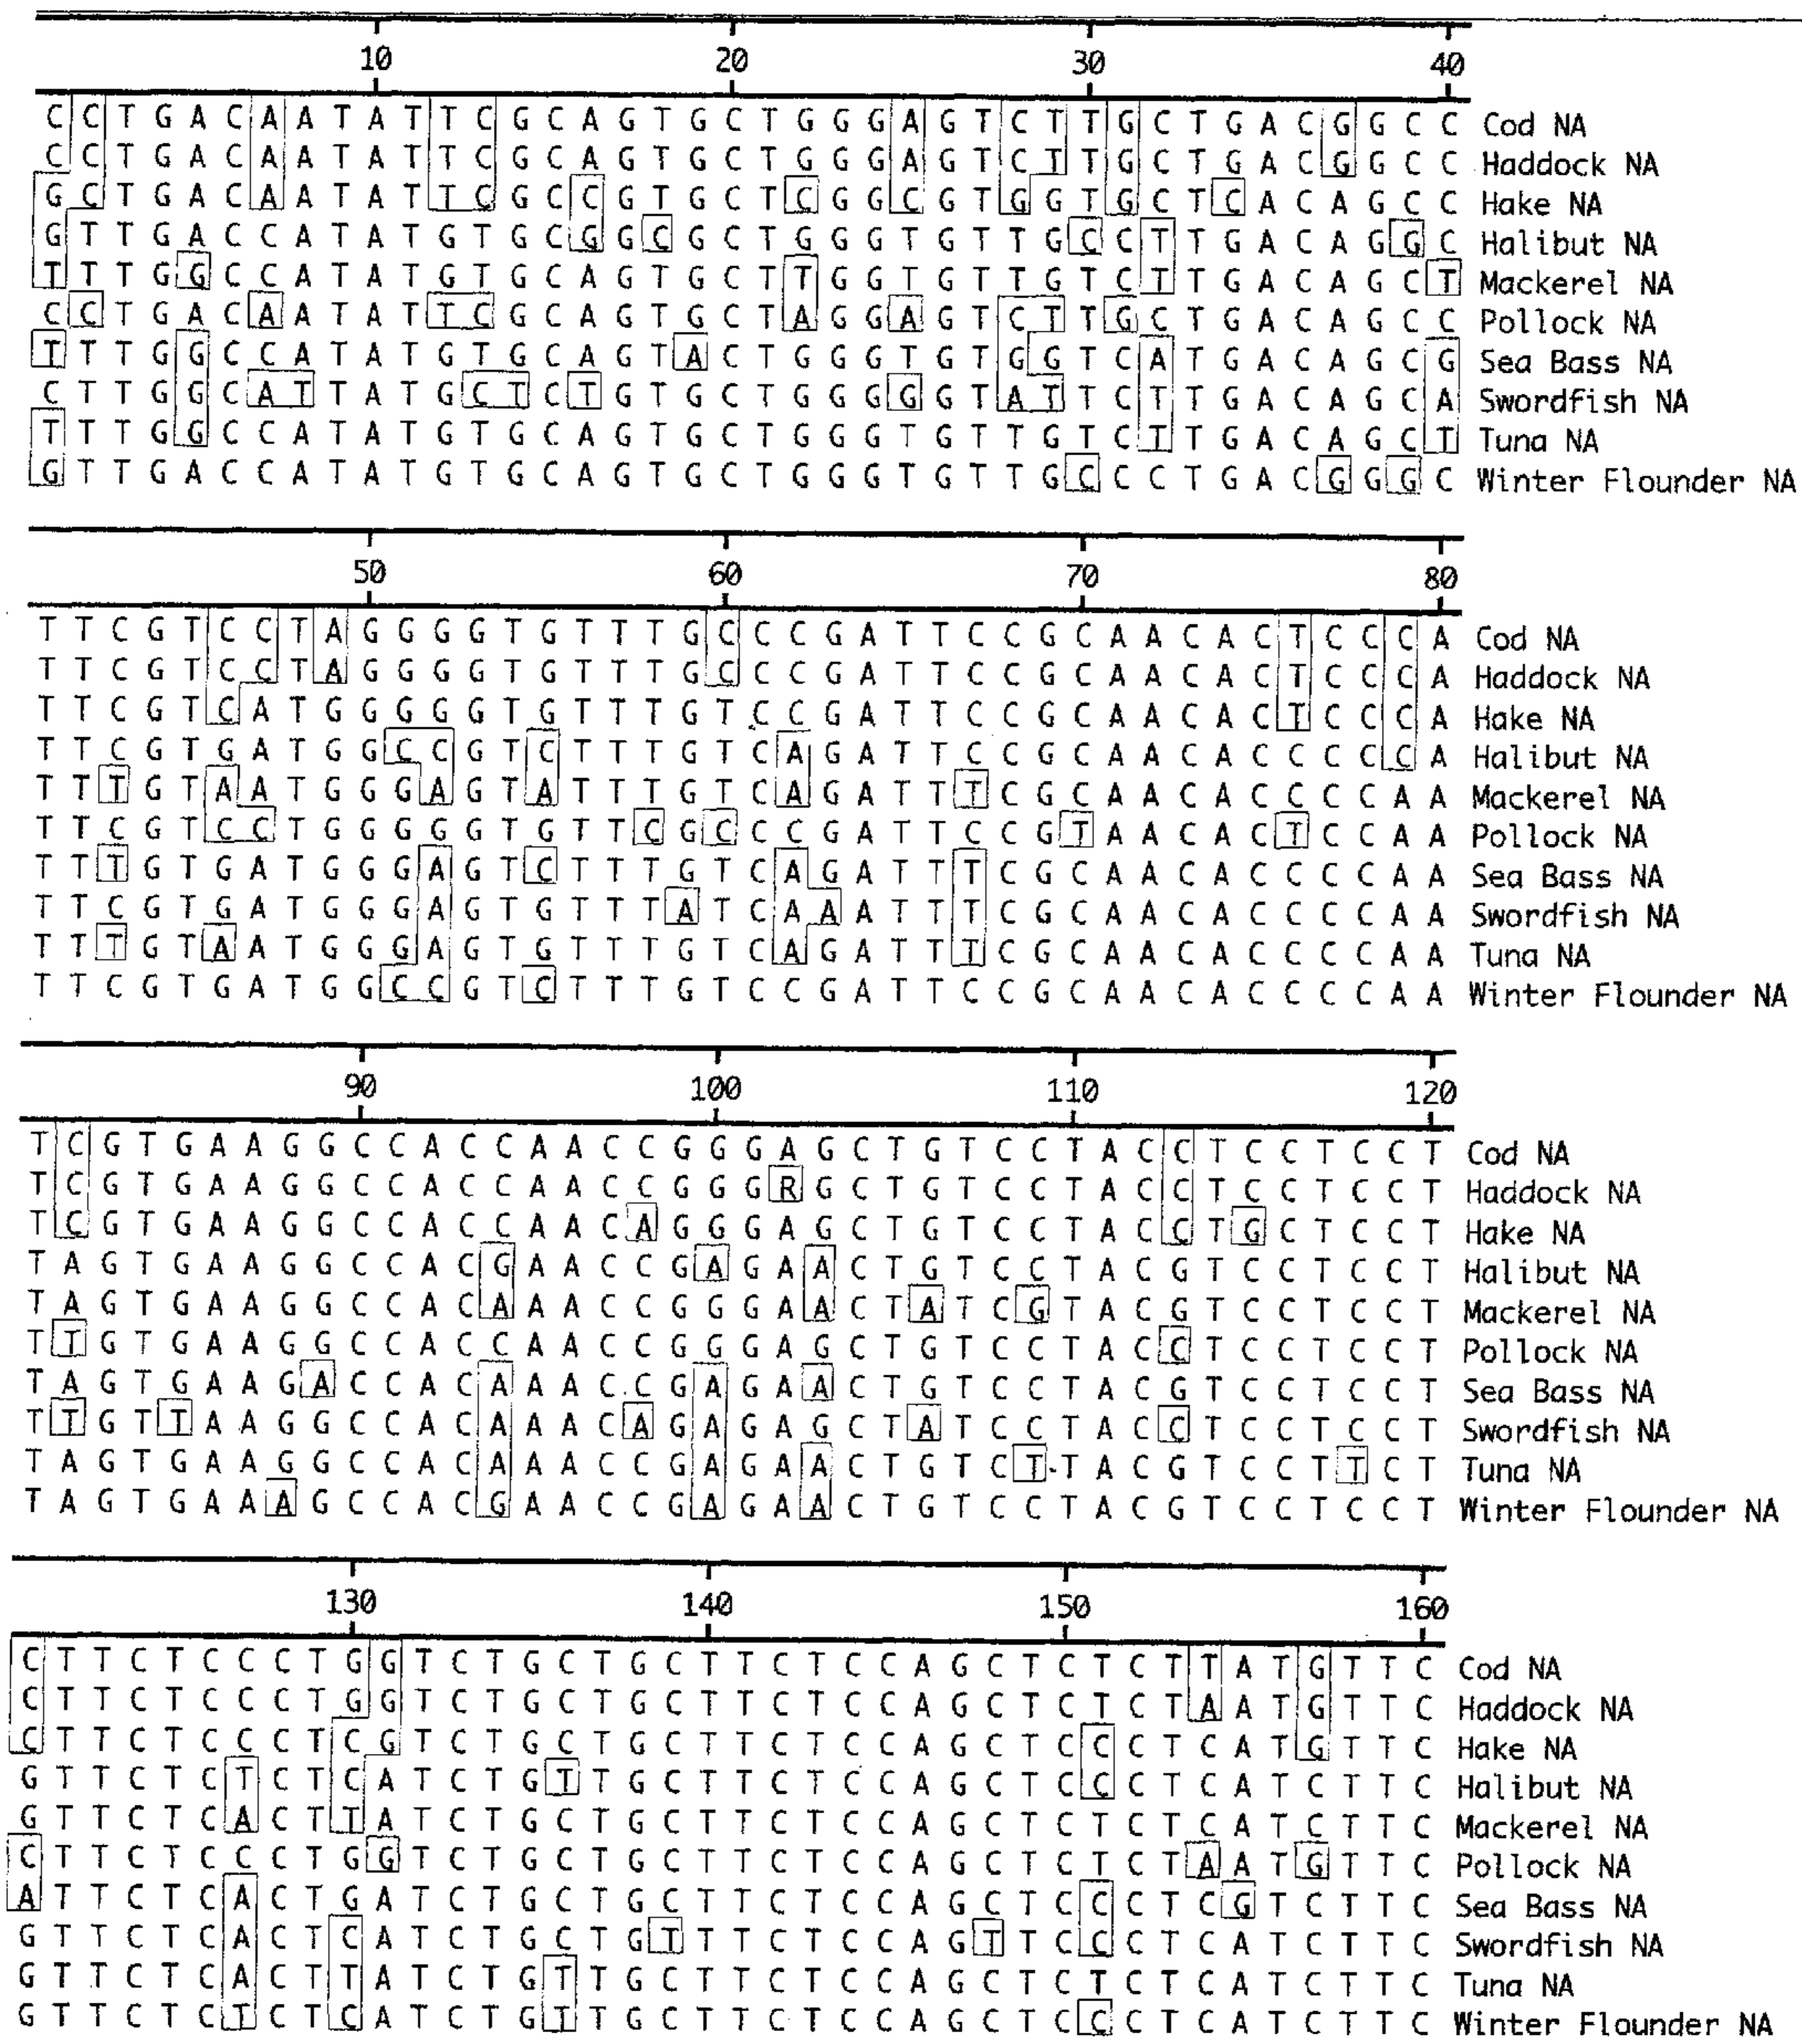 10 20 30 40
C C T G A C A A T A T T C G C A G T G C T G G G A G T C T T G C T G A C G G C C Cod NA
C C T G A C A A T A T T C G C A G T G C T G G G A G T C T T G C T G A C G G C C Haddock NA
G C T G A C A A T A T T C G C C G T G C T C G G C G T G G T G C T C A C A G C C Hake NA
G T T G A C C A T A T G T G C G G C G C T G G G T G T T G C C T T G A C A G G C Halibut NA
T T T G G C C A T A T G T G C A G T G C T T G G T G T T G T C T T G A C A G C T Mackerel NA
C C T G A C A A T A T T C G C A G T G C T A G G A G T C T T G C T G A C A G C C Pollock NA
T T T G G C C A T A T G T G C A G T A C T G G G T G T G G T C A T G A C A G C G Sea Bass NA
C T T G G C A T T A T G C T C T G T G C T G G G G G T A T T C T T G A C A G C A Swordfish NA
T T T G G C C A T A T G T G C A G T G C T G G G T G T T G T C T T G A C A G C T Tuna NA
G T T G A C C A T A T G T G C A G T G C T G G G T G T T G C C C T G A C G G G C Winter Flounder NA
50 60 70 80
T T C G T C C T A G G G G T G T T T G C C C G A T T C C G C A A C A C T C C C A Cod NA
T T C G T C C T A G G G G T G T T T G C C C G A T T C C G C A A C A C T C C C A Haddock NA
T T C G T C A T G G G G G T G T T T G T C C G A T T C C G C A A C A C T C C C A Hake NA
T T C G T G A T G G C C G T C T T T G T C A G A T T C C G C A A C A C C C C C A Halibut NA
T T T G T A A T G G G A G T A T T T G T C A G A T T T C G C A A C A C C C C A A Mackerel NA
T T C G T C C T G G G G G T G T T C G C C C G A T T C C G T A A C A C T C C A A Pollock NA
T T T G T G A T G G G A G T C T T T G T C A G A T T T C G C A A C A C C C C A A Sea Bass NA
T T C G T G A T G G G A G T G T T T A T C A A A T T T C G C A A C A C C C C A A Swordfish NA
T T T G T A A T G G G A G T G T T T G T C A G A T T T C G C A A C A C C C C A A Tuna NA
T T C G T G A T G G C C G T C T T T G T C C G A T T C C G C A A C A C C C C A A Winter Flounder NA
90 100 110 120
T C G T G A A G G C C A C C A A C C G G G A G C T G T C C T A C C T C C T C C T Cod NA
T C G T G A A G G C C A C C A A C C G G G R G C T G T C C T A C C T C C T C C T Haddock NA
T C G T G A A G G C C A C C A A C A G G G A G C T G T C C T A C C T G C T C C T Hake NA
T A G T G A A G G C C A C G A A C C G A G A A C T G T C C T A C G T C C T C C T Halibut NA
T A G T G A A G G C C A C A A A C C G G G A A C T A T C G T A C G T C C T C C T Mackerel NA
T T G T G A A G G C C A C C A A C C G G G A G C T G T C C T A C C T C C T C C T Pollock NA
T A G T G A A G A C C A C A A A C C G A G A A C T G T C C T A C G T C C T C C T Sea Bass NA
T T G T T A A G G C C A C A A A C A G A G A G C T A T C C T A C C T C C T C C T Swordfish NA
T A G T G A A G G C C A C A A A C C G A G A A C T G T C T T A C G T C C T T C T Tuna NA
T A G T G A A A G C C A C G A A C C G A G A A C T G T C C T A C G T C C T C C T Winter Flounder NA
130 140 150 160
C T T C T C C C T G G T C T G C T G C T T C T C C A G C T C T C T T A T G T T C Cod NA
C T T C T C C C T G G T C T G C T G C T T C T C C A G C T C T C T A A T G T T C Haddock NA
C T T C T C C C T C G T C T G C T G C T T C T C C A G C T C C C T C A T G T T C Hake NA
G T T C T C T C T C A T C T G T T G C T T C T C C A G C T C C C T C A T C T T C Halibut NA
G T T C T C A C T T A T C T G C T G C T T C T C C A G C T C T C T C A T C T T C Mackerel NA
C T T C T C C C T G G T C T G C T G C T T C T C C A G C T C T C T A A T G T T C Pollock NA
A T T C T C A C T G A T C T G C T G C T T C T C C A G C T C C C T C G T C T T C Sea Bass NA
G T T C T C A C T C A T C T G C T G T T T C T C C A G T T C C C T C A T C T T C Swordfish NA
G T T C T C A C T T A T C T G T T G C T T C T C C A G C T C T C T C A T C T T C Tuna NA
G T T C T C T C T C A T C T G T T G C T T C T C C A G C T C C C T C A T C T T C Winter Flounder NA